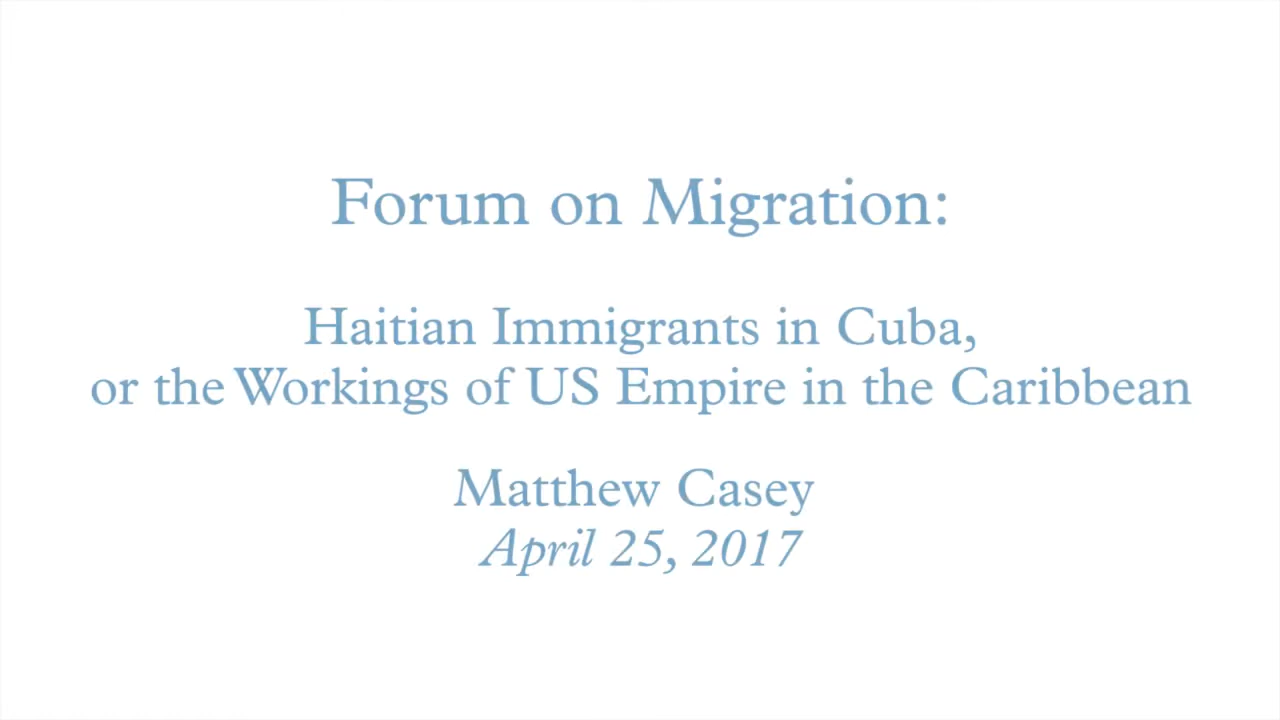 Forum on Migration:
Haitian Immigrants in Cuba,
or the Workings of US Empire in the Caribbean
Matthew Casey
April 25, 2017